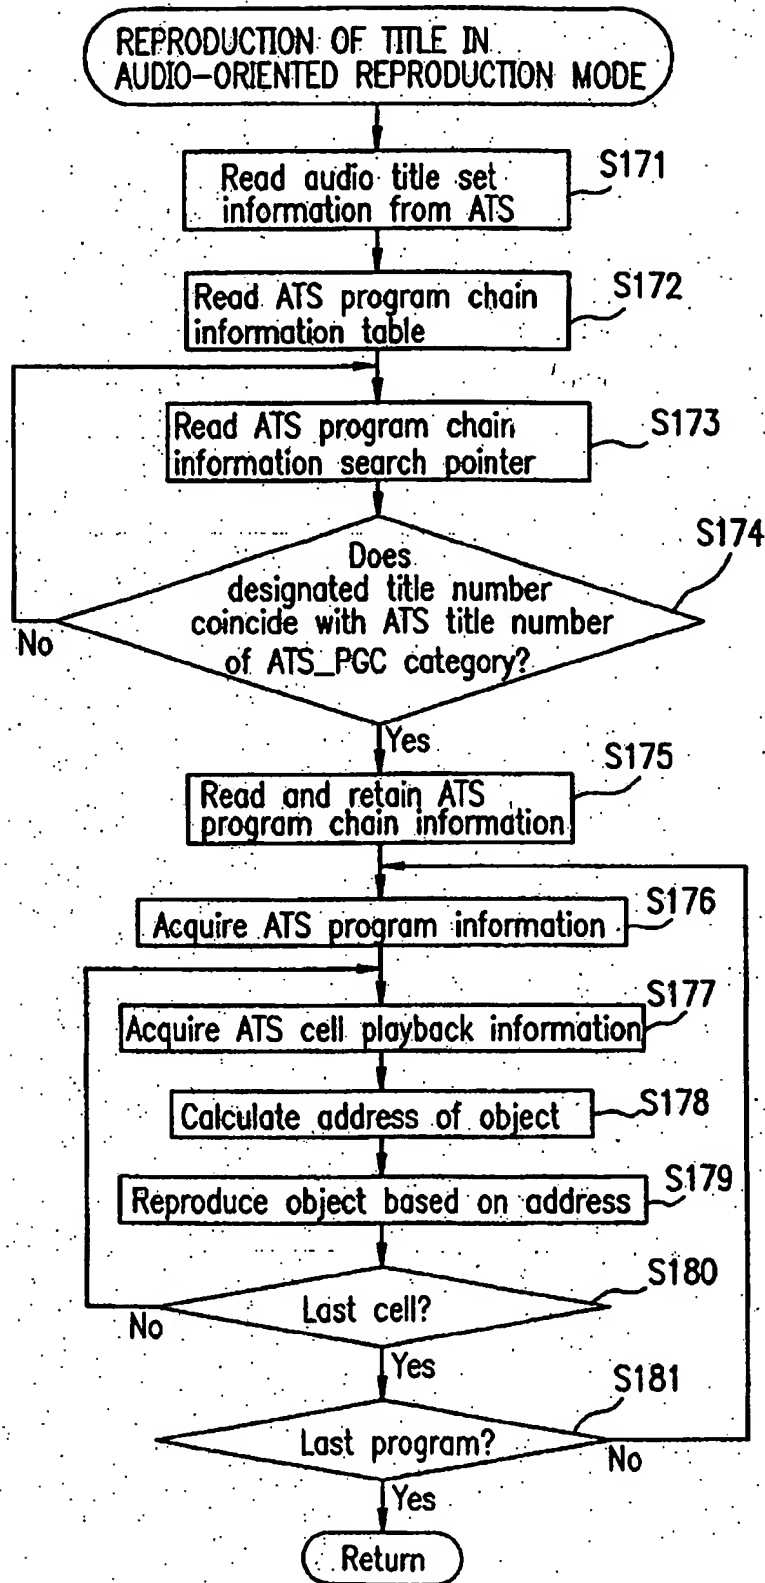 REPRODUCTION OF TITLE IN
AUDIO-ORIENTED REPRODUCTION MODE
Read audio title set
information from ATS
S171
Read ATS program chain
information table
S172
Read ATS program chain
information search pointer
S173
Does
designated title number
coincide with ATS title number
of ATS_PGC category?
S174
No
Yes
Read and retain ATS
program chain information
S175
Acquire ATS program information
S176
Acquire ATS cell playback information
S177
Calculate address of object
S178
Reproduce object based on address
S179
Last cell?
S180
No
Yes
Last program?
S181
No
Yes
Return